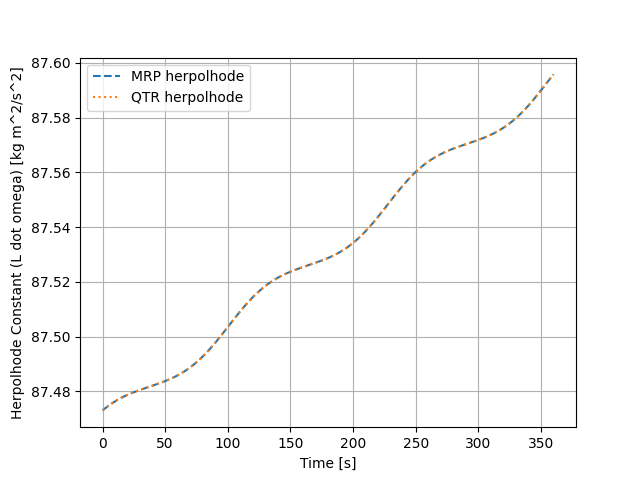 MRP herpolhode
QTR herpolhode
Herpolhode Constant (L dot omega) [kg m^2/s^2]
87.60
87.58
87.56
87.54
87.52
87.50
87.48
0 50 100 150 200 250 300 350
Time [s]